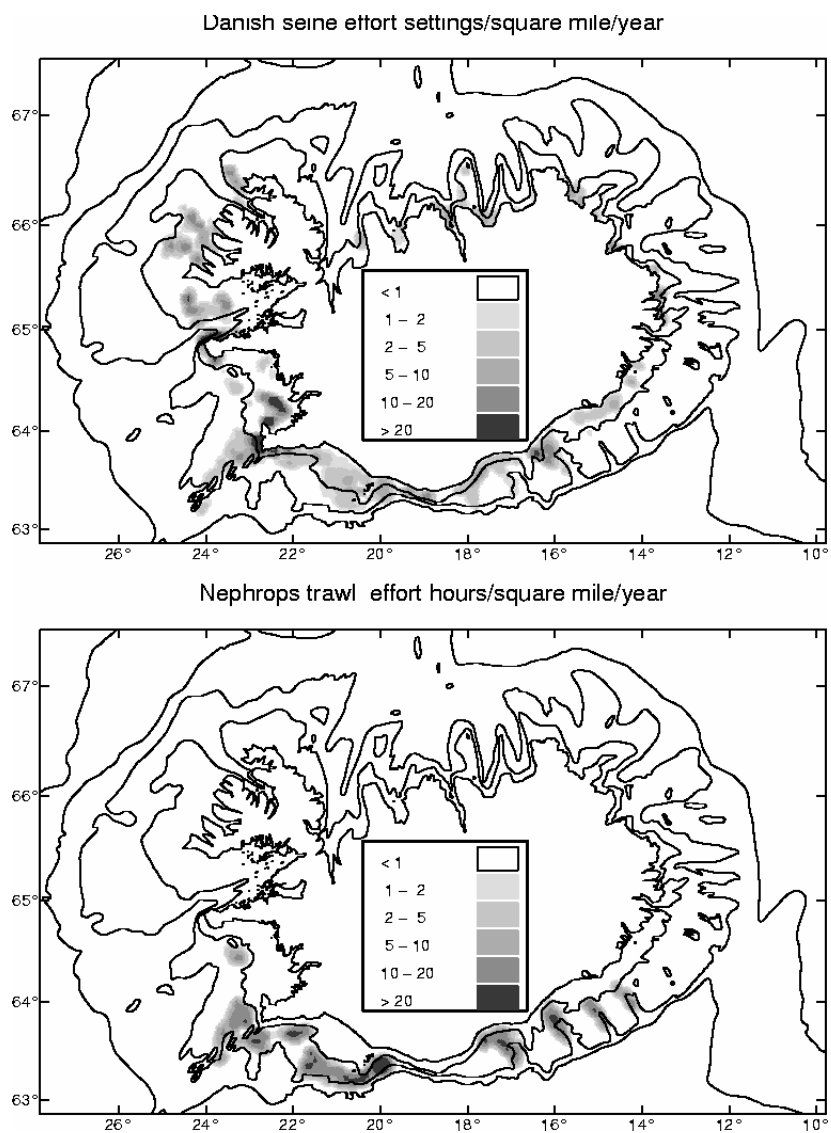 Danish seine effort settings/square mile/year
67°
66°
65°
64°
63°
< 1
1 – 2
2 – 5
5 – 10
10 – 20
> 20
26° 24° 22° 20° 18° 16° 14° 12° 10°
Nephrops trawl effort hours/square mile/year
67°
66°
65°
64°
63°
< 1
1 – 2
2 – 5
5 – 10
10 – 20
> 20
26° 24° 22° 20° 18° 16° 14° 12° 10°